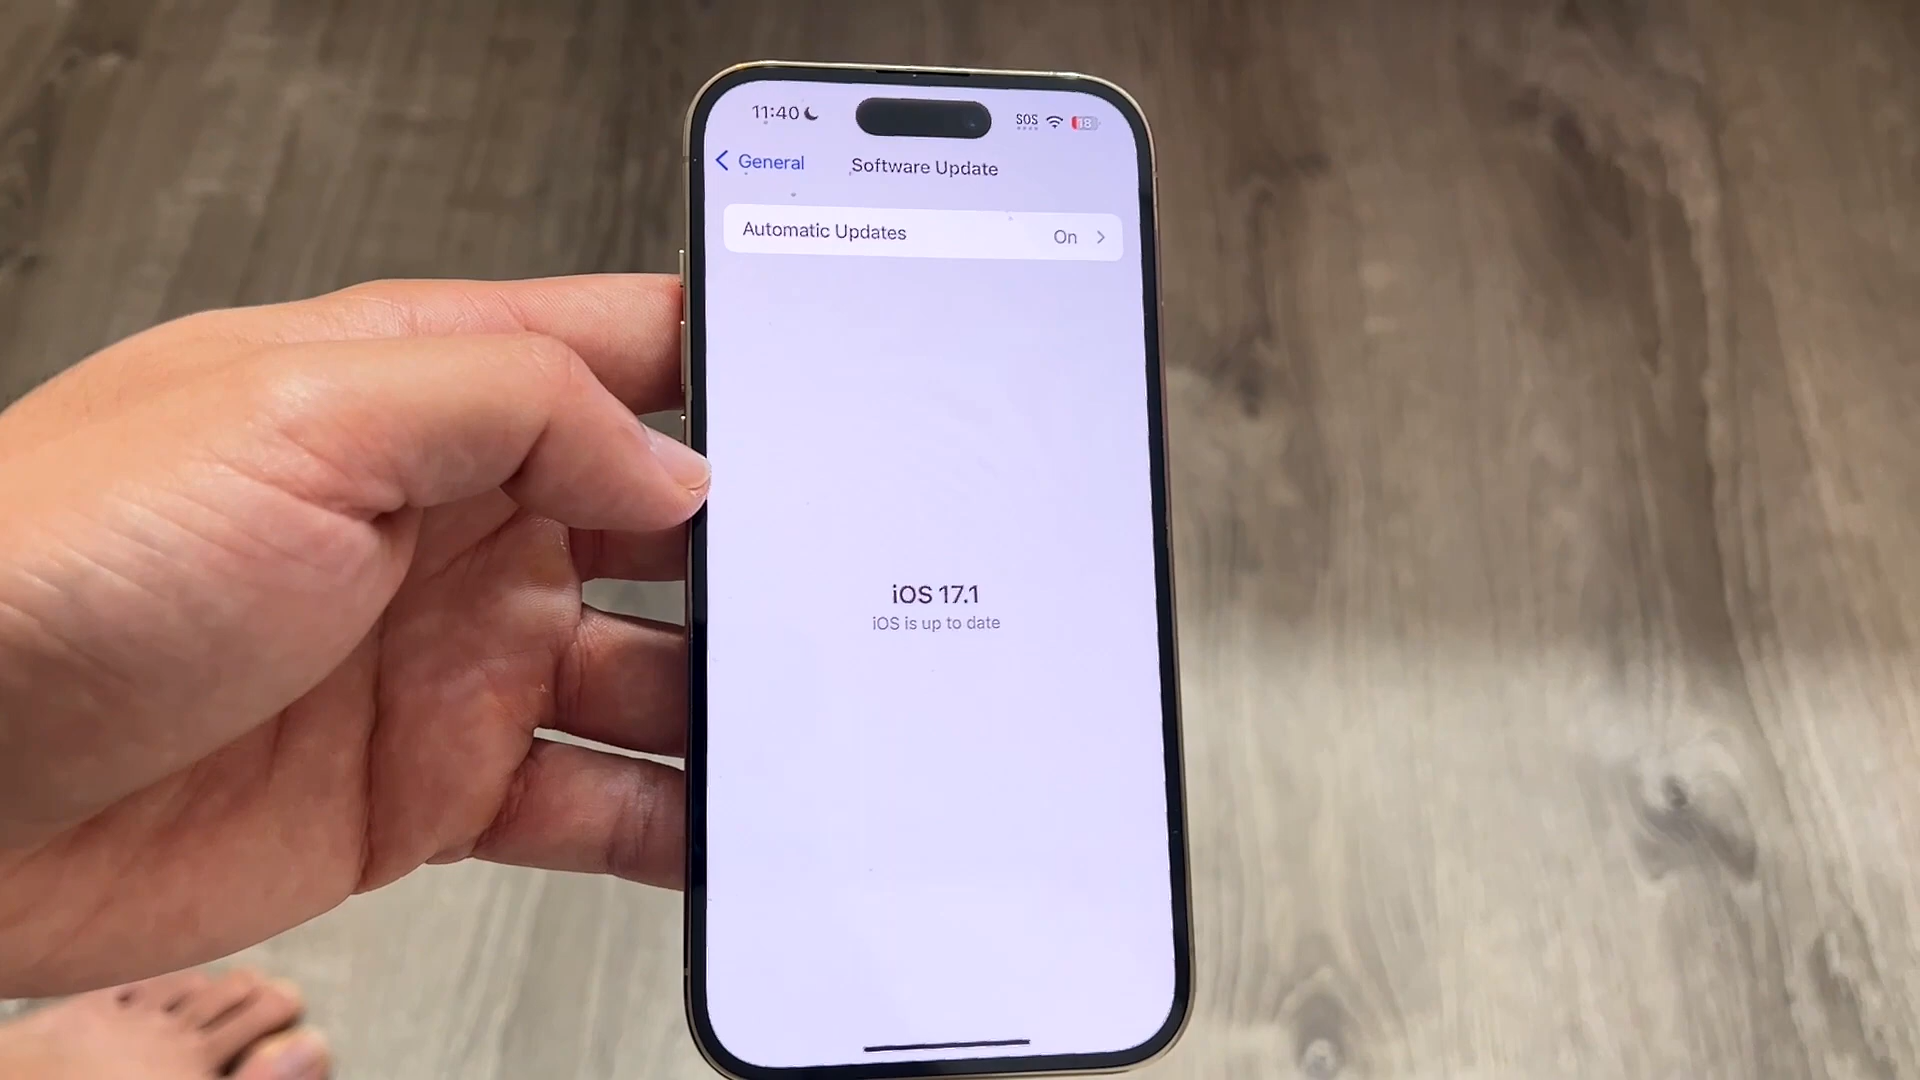 11:40
SOS
18
General
Software Update
Automatic Updates
On
iOS 17.1
iOS is up to date